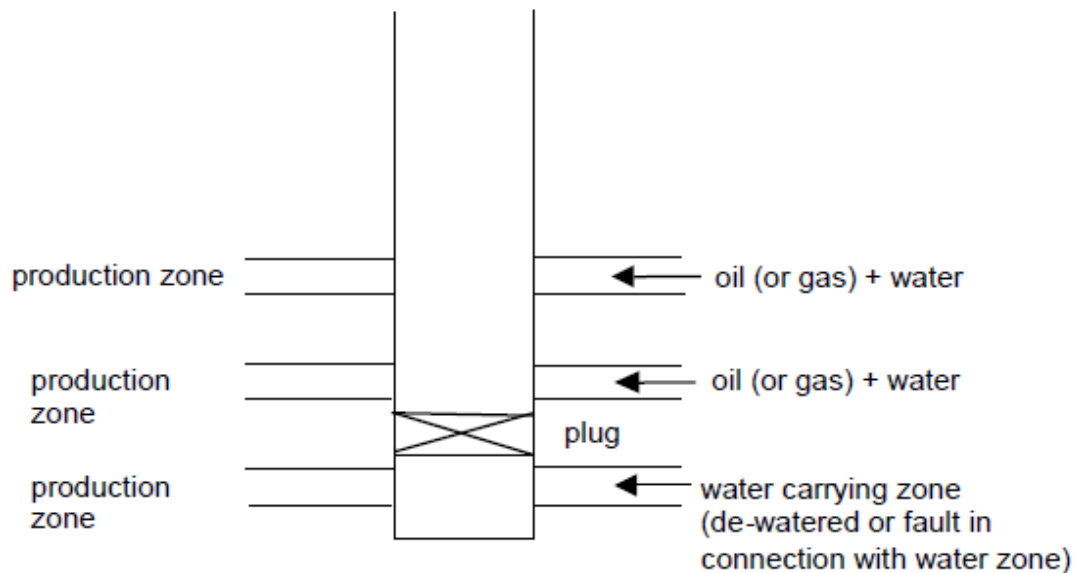 production zone
oil (or gas) + water
production
zone
oil (or gas) + water
plug
production
zone
water carrying zone
(de-watered or fault in
connection with water zone)